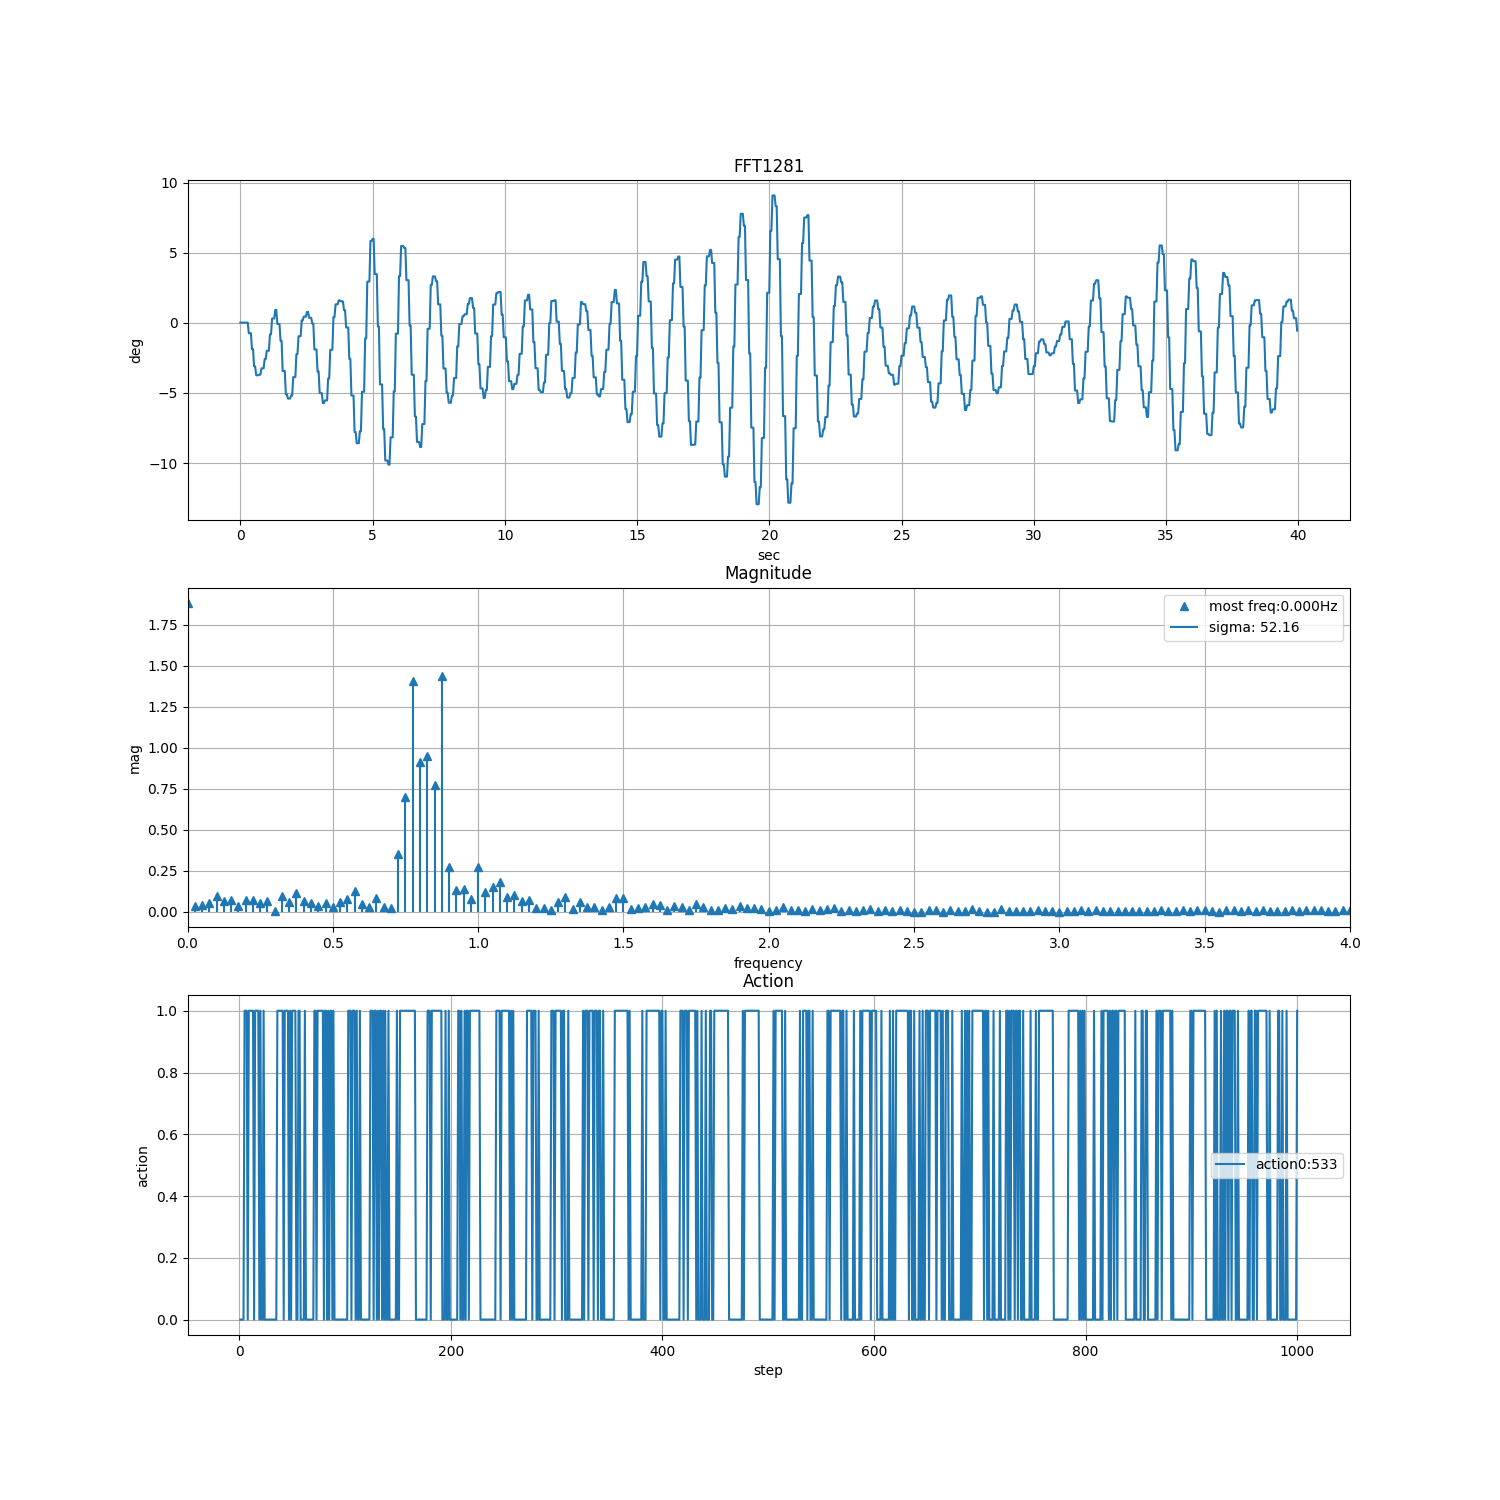 FFT1281
10
5
0
−5
−10
deg
0 5 10 15 20 25 30 35 40
sec
Magnitude
most freq:0.000Hz
sigma: 52.16
1.75
1.50
1.25
1.00
0.75
0.50
0.25
0.00
mag
0.0 0.5 1.0 1.5 2.0 2.5 3.0 3.5 4.0
frequency
Action
1.0
0.8
0.6
0.4
0.2
0.0
action
action0:533
0 200 400 600 800 1000
step